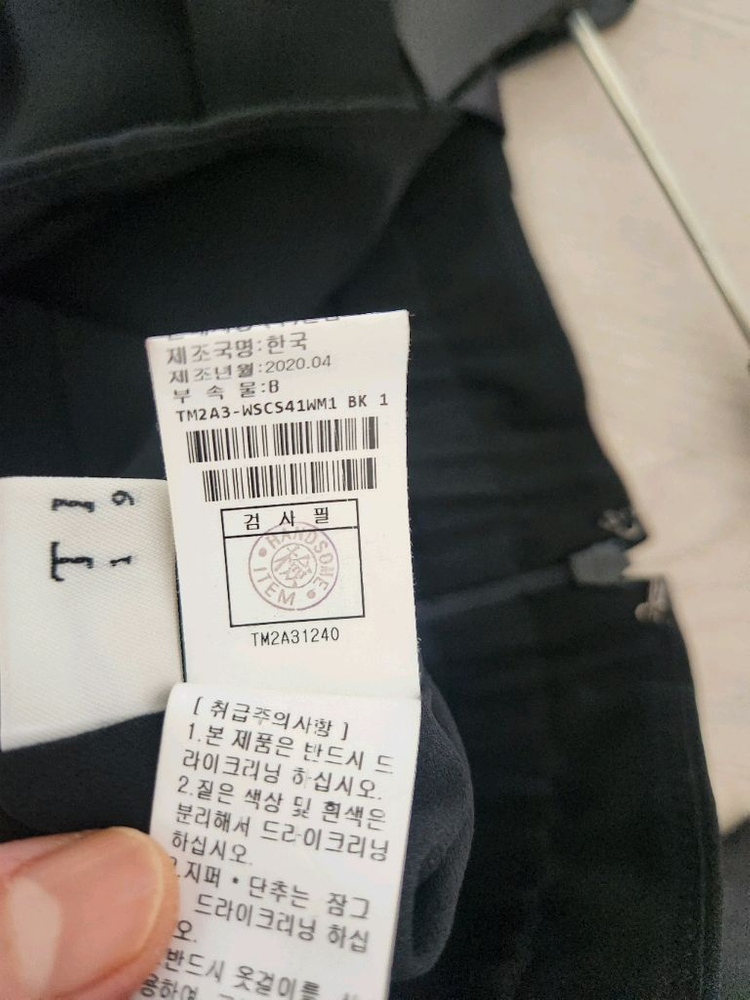 제조국명:한국
제조년월:2020.04
부 속 물:B
TM2A3-WSCS41WM1 BK 1
검 사 필
HANDSOME
ITEM
TM2A31240
[ 취급주의사항 ]
1.본 제품은 반드시 드
라이크리닝 하십시오.
2.짙은 색상 및 흰색은
분리해서 드라이크리닝
하십시오.
.지퍼 • 단추는 잠그
드라이크리닝 하십
오.
.반드시 옷걸이를
용하여